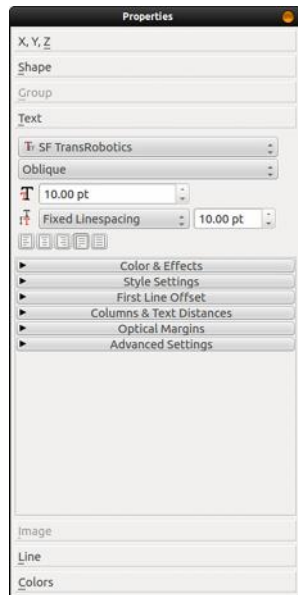 Properties
X, Y, Z
Shape
Group
Text
SF TransRobotics
Oblique
10.00 pt
Fixed Linespacing 10.00 pt
Color & Effects
Style Settings
First Line Offset
Columns & Text Distances
Optical Margins
Advanced Settings
Image
Line
Colors